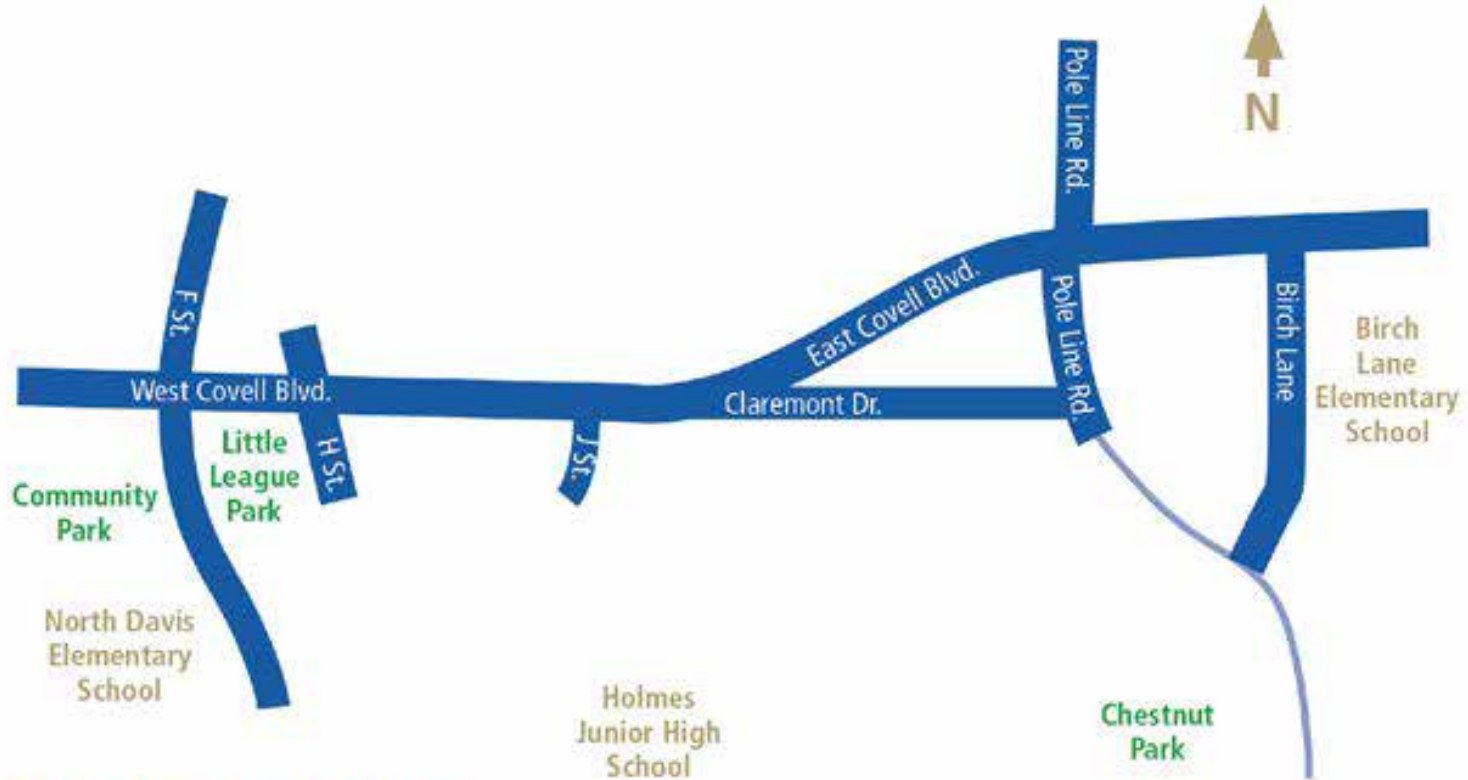 Pole Line Rd.
N
F St.
East Covell Blvd.
Pole Line Rd.
Birch Lane
Birch
Lane
Elementary
School
West Covell Blvd.
Claremont Dr.
Little
League
Park
H St.
J St.
Community
Park
North Davis
Elementary
School
Holmes
Junior High
School
Chestnut
Park